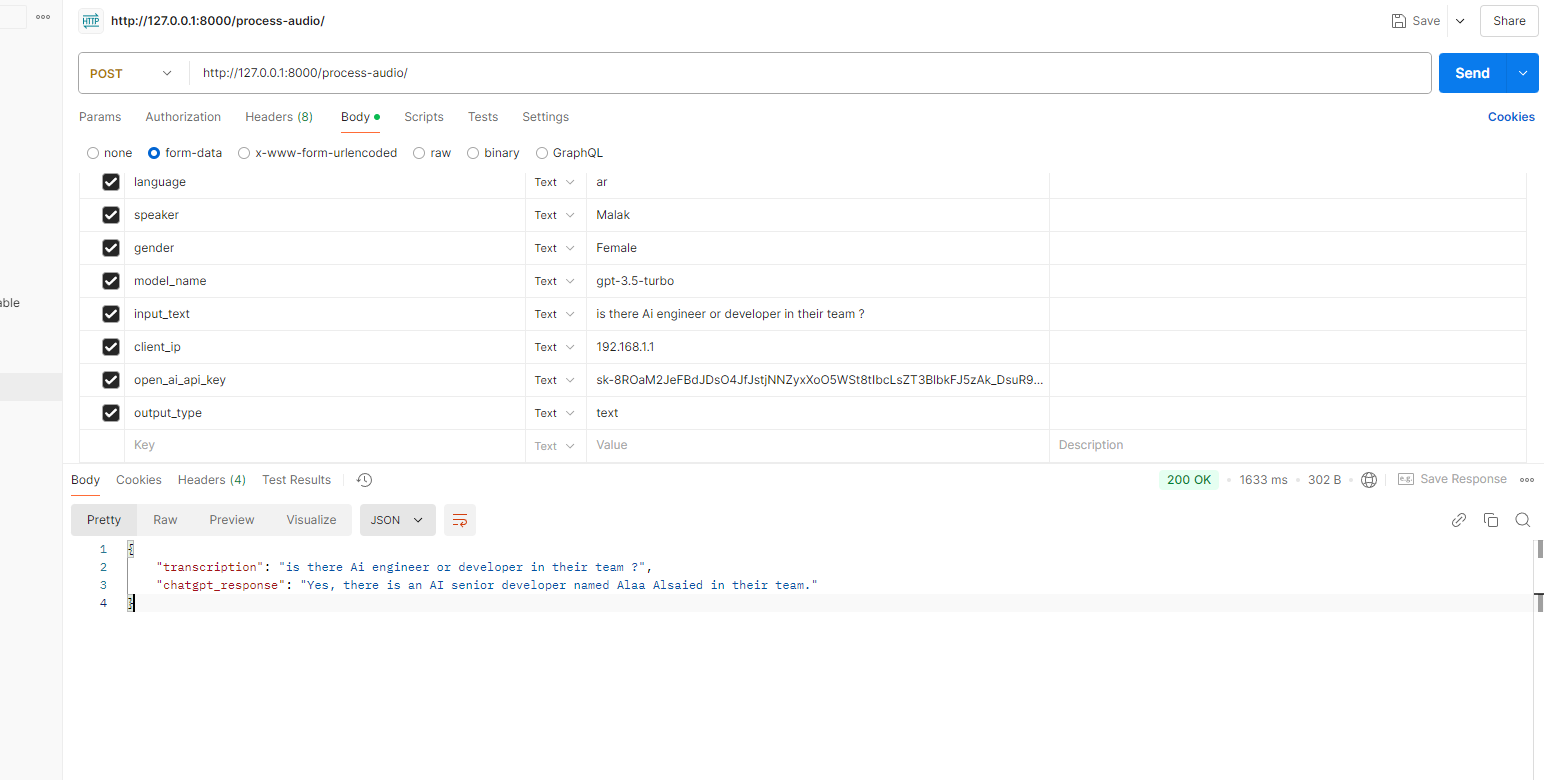 http://127.0.0.1:8000/process-audio/ Save Share
POST http://127.0.0.1:8000/process-audio/ Send
Params Authorization Headers (8) Body Scripts Tests Settings Cookies
none form-data x-www-form-urlencoded raw binary GraphQL
language Text ar
speaker Text Malak
gender Text Female
model_name Text gpt-3.5-turbo
able
input_text Text is there Ai engineer or developer in their team ?
client_ip Text 192.168.1.1
open_ai_api_key Text
output_type Text text
Key Text Value Description
Body Cookies Headers (4) Test Results 200 OK 1633 ms 302 B e.g. Save Response
Pretty Raw Preview Visualize JSON
1 {
2 "transcription": "is there Ai engineer or developer in their team ?",
3 "chatgpt_response": "Yes, there is an AI senior developer named Alaa Alsaied in their team."
4 }